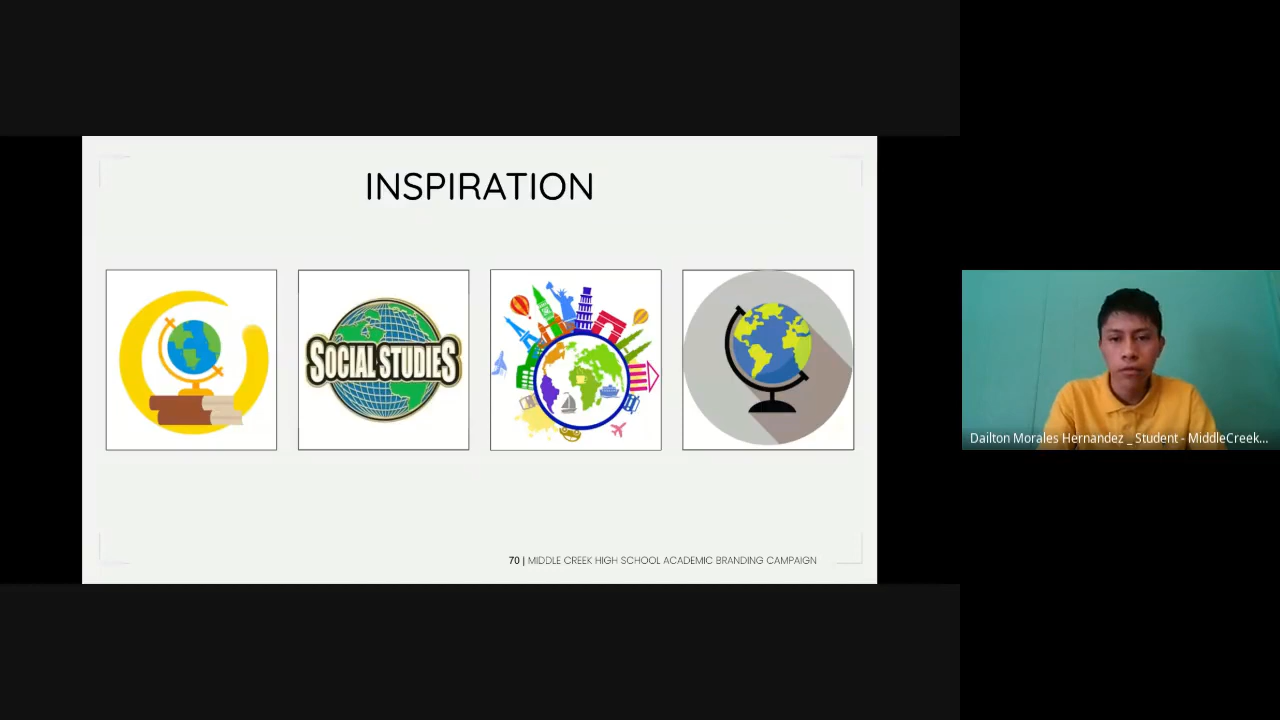 INSPIRATION
SOCIAL STUDIES
70 | MIDDLE CREEK HIGH SCHOOL ACADEMIC BRANDING CAMPAIGN
Dailton Morales Hernandez _ Student - MiddleCreek...